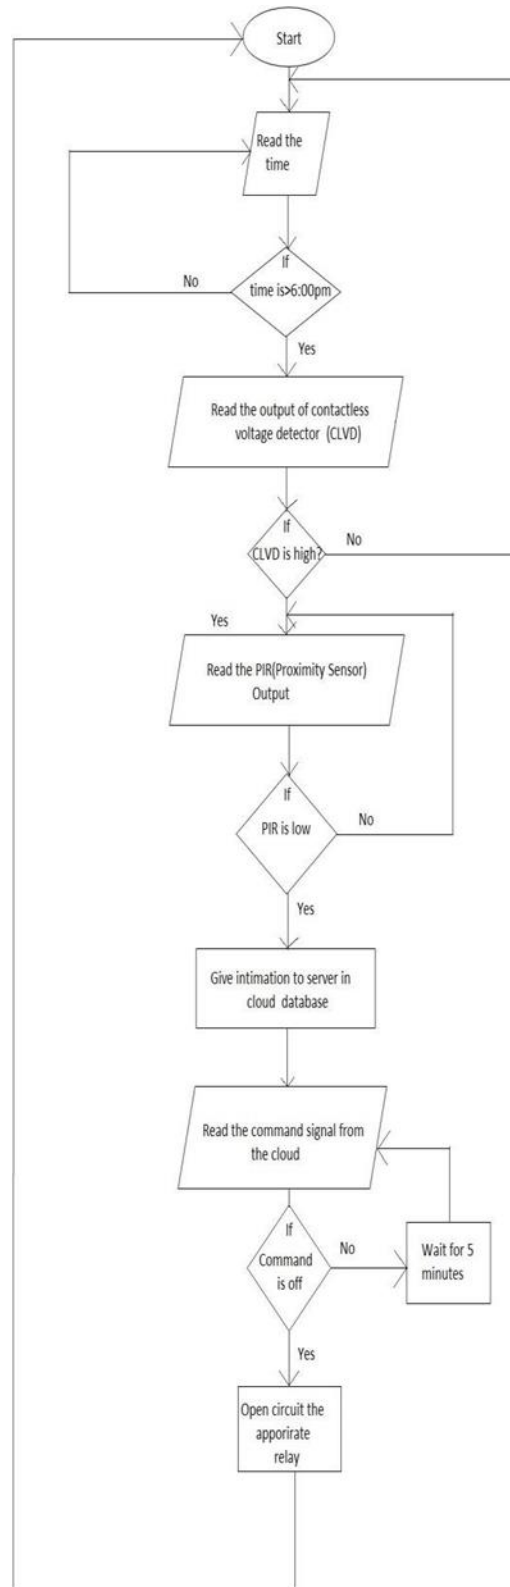 Start
Read the
time
If
time is>6:00pm
No
Yes
Read the output of contactless
voltage detector (CLVD)
If
CLVD is high?
No
Yes
Read the PIR(Proximity Sensor)
Output
If
PIR is low
No
Yes
Give intimation to server in
cloud database
Read the command signal from
the cloud
If
Command
is off
No
Wait for 5
minutes
Yes
Open circuit the
apporirate
relay